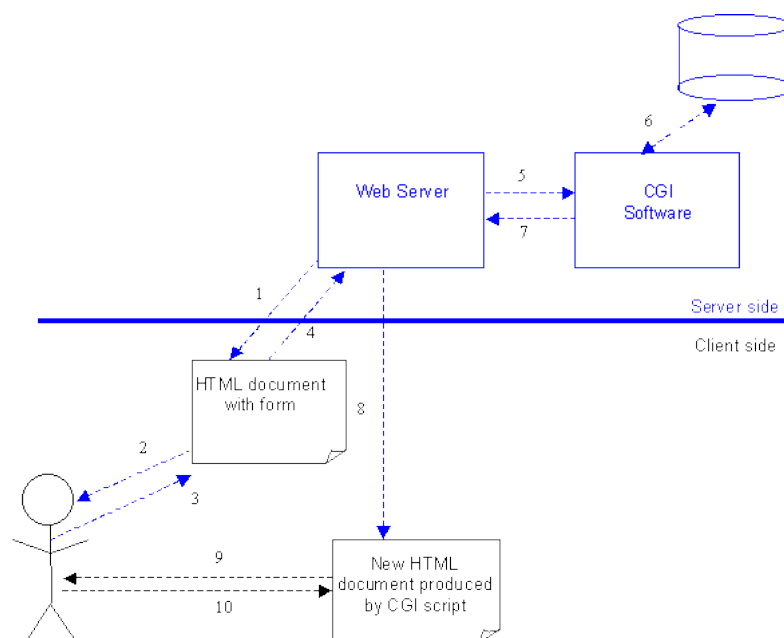 6
Web Server
5
CGI
Software
7
1
Server side
4
Client side
HTML document
with form
8
2
3
9
New HTML
document produced
by CGI script
10